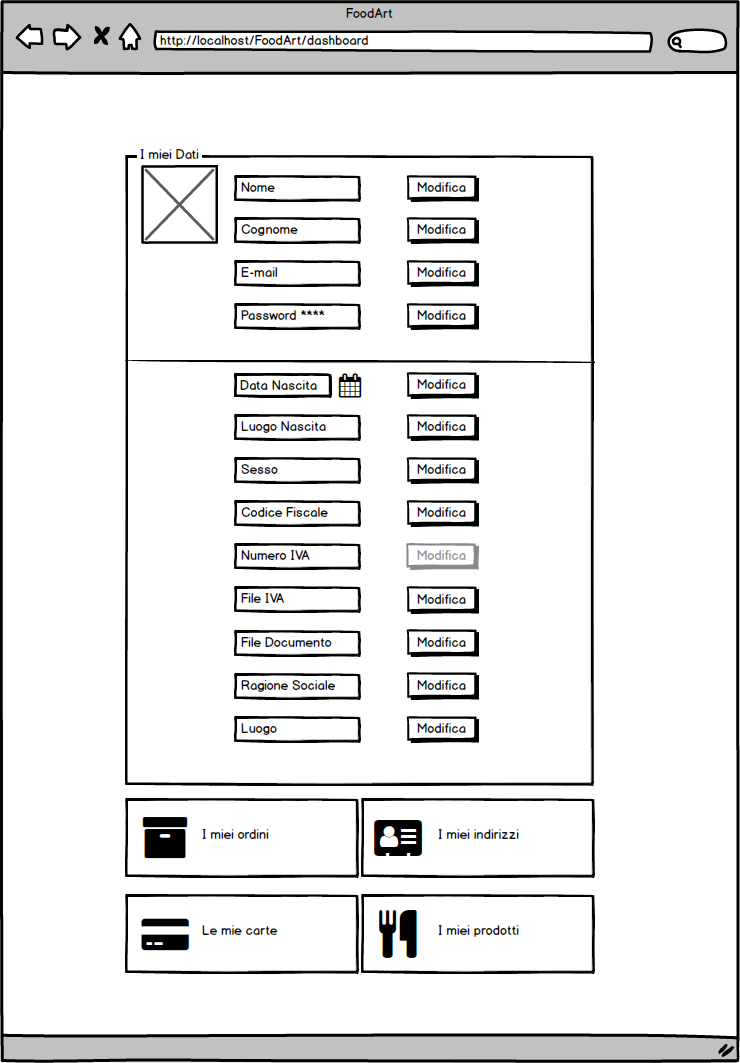 FoodArt
http://localhost/FoodArt/dashboard
I miei Dati
Nome Modifica
Cognome Modifica
E-mail Modifica
Password **** Modifica
Data Nascita Modifica
Luogo Nascita Modifica
Sesso Modifica
Codice Fiscale Modifica
Numero IVA Modifica
File IVA Modifica
File Documento Modifica
Ragione Sociale Modifica
Luogo Modifica
I miei ordini I miei indirizzi
Le mie carte I miei prodotti